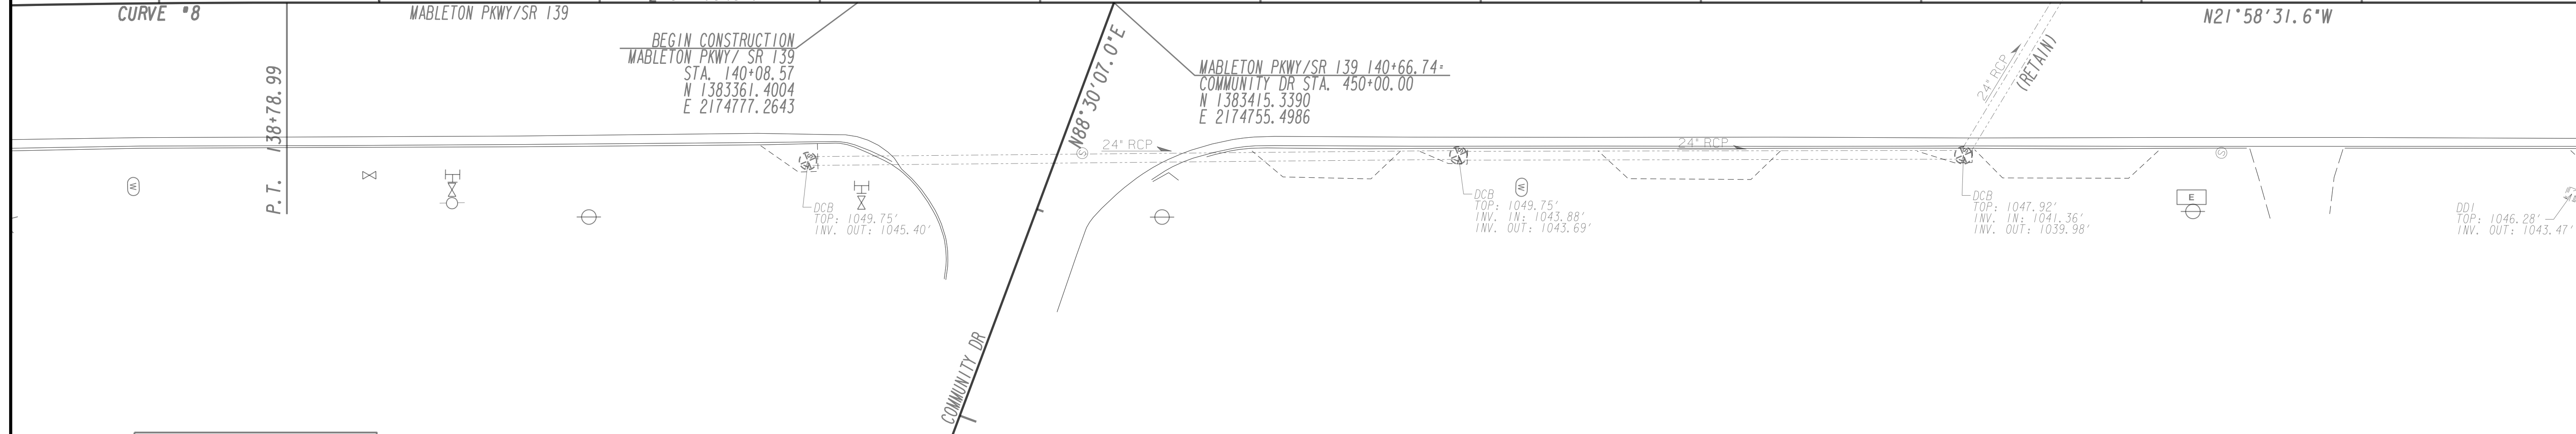 CURVE #8
MABLETON PKWY/SR 139
P.T. 138+78.99
BEGIN CONSTRUCTION
MABLETON PKWY/ SR 139
STA. 140+08.57
N 1383361.4004
E 2174777.2643
N88°30'07.0"E
MABLETON PKWY/SR 139 140+66.74=
COMMUNITY DR STA. 450+00.00
N 1383415.3390
E 2174755.4986
24" RCP
(RETAIN)
N21°58'31.6"W
S
24" RCP
24" RCP
S
W
DCB
TOP: 1049.75'
INV. OUT: 1045.40'
W
DCB
TOP: 1049.75'
INV. IN: 1043.88'
INV. OUT: 1043.69'
DCB
TOP: 1047.92'
INV. IN: 1041.36'
INV. OUT: 1039.98'
E
DDI
TOP: 1046.28'
INV. OUT: 1043.47'
COMMUNITY DR